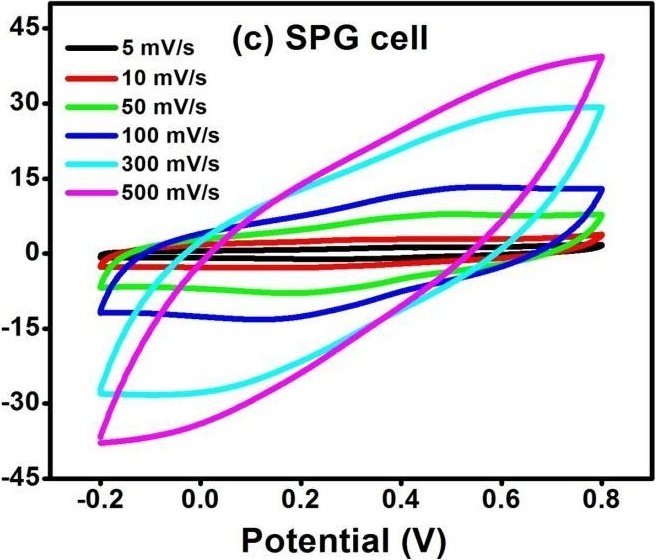 (c) SPG cell
5 mV/s
10 mV/s
50 mV/s
100 mV/s
300 mV/s
500 mV/s
45
30
15
0
-15
-30
-45
-0.2 0.0 0.2 0.4 0.6 0.8
Potential (V)